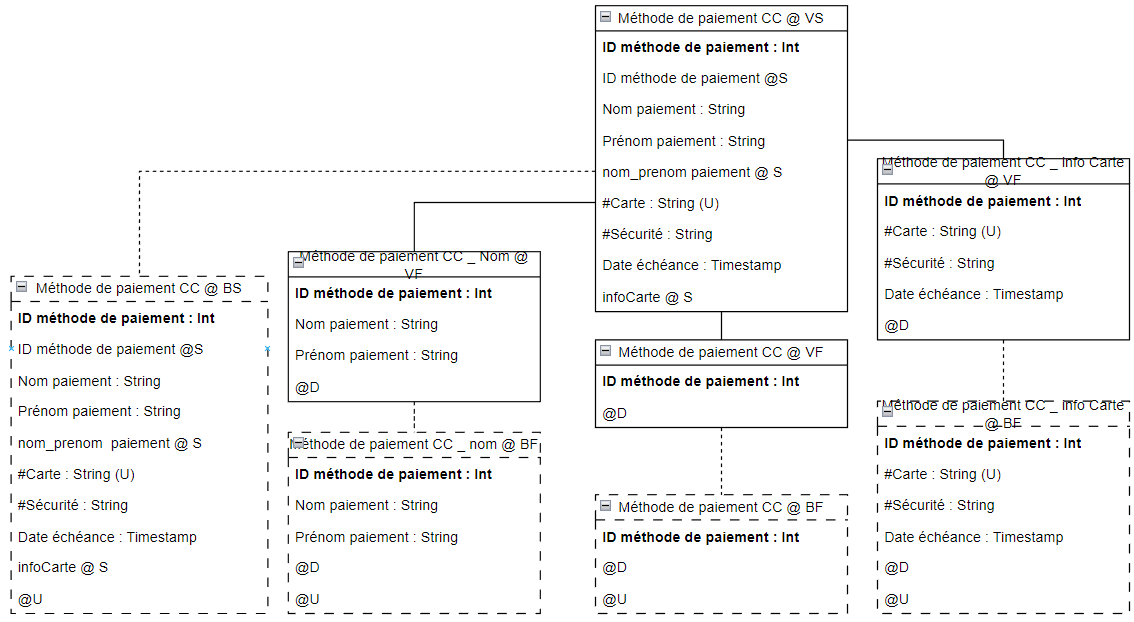 Méthode de paiement CC @ VS
ID méthode de paiement : Int
ID méthode de paiement @S
Nom paiement : String
Prénom paiement : String
nom_prenom paiement @ S
#Carte : String (U)
#Sécurité : String
Date échéance : Timestamp
infoCarte @ S
Méthode de paiement CC _ Info Carte
@ VF
ID méthode de paiement : Int
#Carte : String (U)
#Sécurité : String
Date échéance : Timestamp
@D
Méthode de paiement CC _ Nom @
VF
ID méthode de paiement : Int
Nom paiement : String
Prénom paiement : String
@D
Méthode de paiement CC @ BS
ID méthode de paiement : Int
ID méthode de paiement @S
Nom paiement : String
Prénom paiement : String
nom_prenom  paiement @ S
#Carte : String (U)
#Sécurité : String
Date échéance : Timestamp
infoCarte @ S
@U
Méthode de paiement CC _ nom @ BF
ID méthode de paiement : Int
Nom paiement : String
Prénom paiement : String
@D
@U
Méthode de paiement CC @ VF
ID méthode de paiement : Int
@D
Méthode de paiement CC @ BF
ID méthode de paiement : Int
@D
@U
Méthode de paiement CC _ Info Carte
@ BF
ID méthode de paiement : Int
#Carte : String (U)
#Sécurité : String
Date échéance : Timestamp
@D
@U